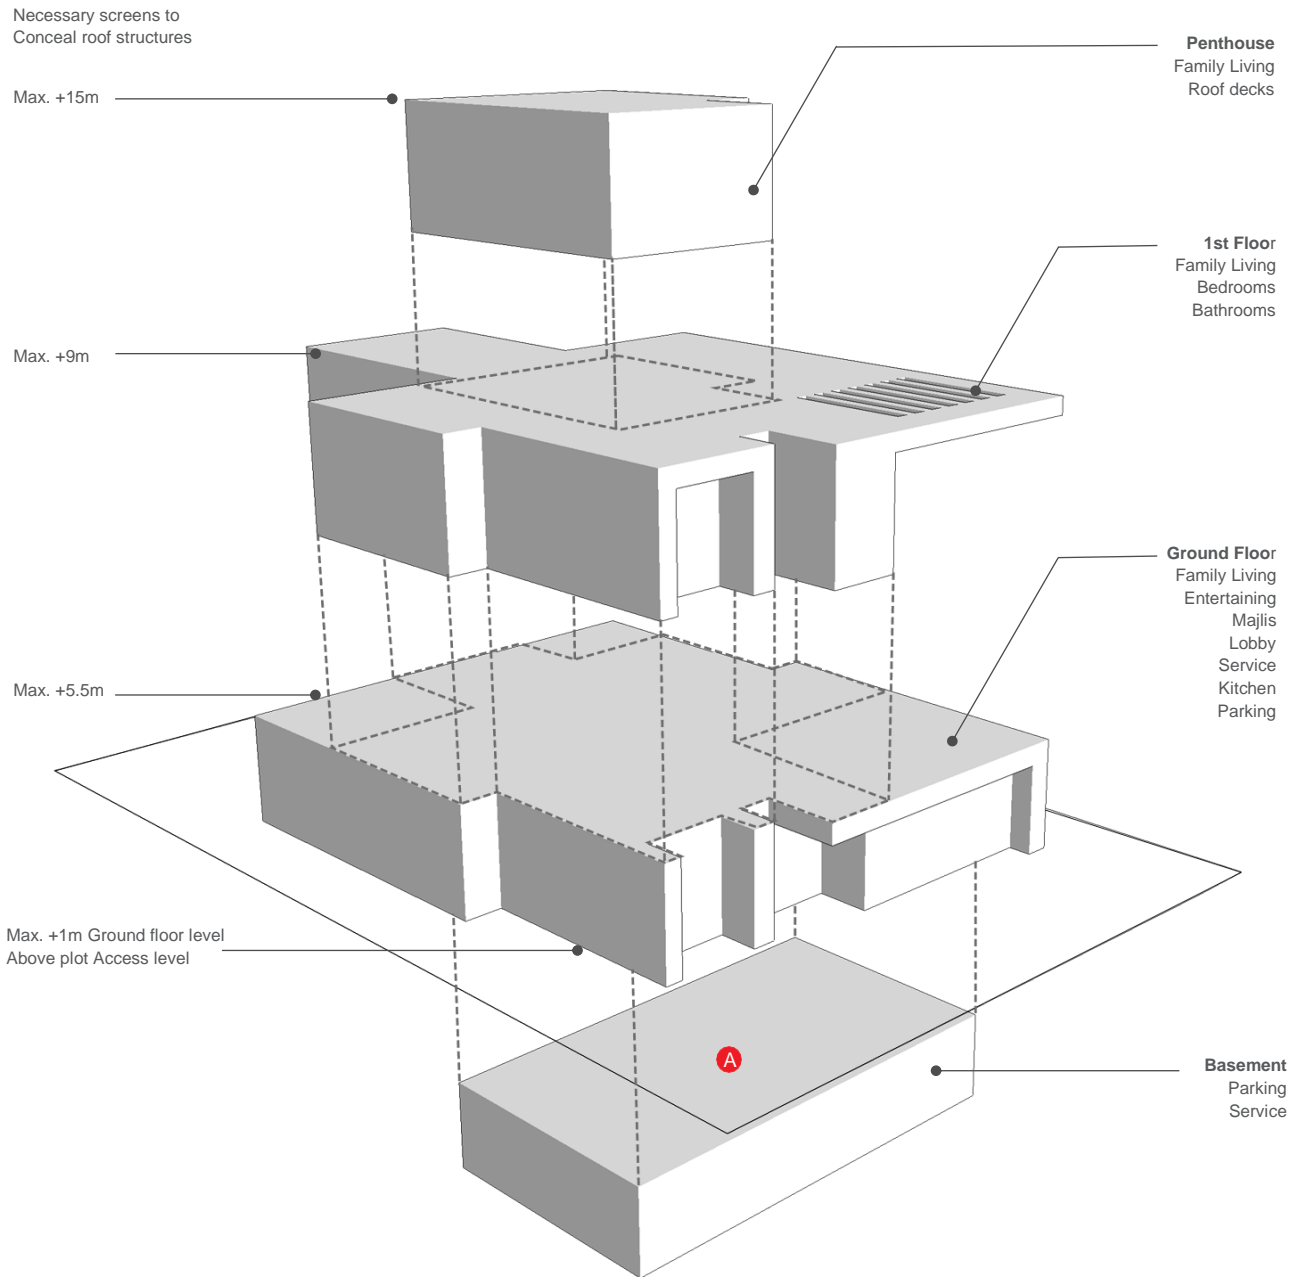 Necessary screens to
Conceal roof structures
Max. +15m
Penthouse
Family Living
Roof decks
1st Floor
Family Living
Bedrooms
Bathrooms
Max. +9m
Ground Floor
Family Living
Entertaining
Majlis
Lobby
Service
Kitchen
Parking
Max. +5.5m
Max. +1m Ground floor level
Above plot Access level
A
Basement
Parking
Service